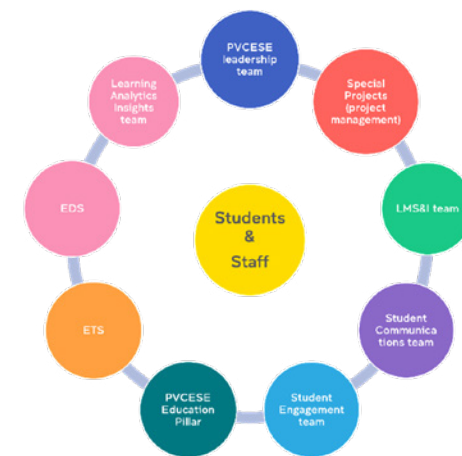 PVCESE
leadership
team
Special
Projects
(project
management)
LMS&I team
Student
Communica
tions team
Student
Engagement
team
PVCESE
Education
Pillar
ETS
EDS
Learning
Analytics
Insights
team
Students
&
Staff